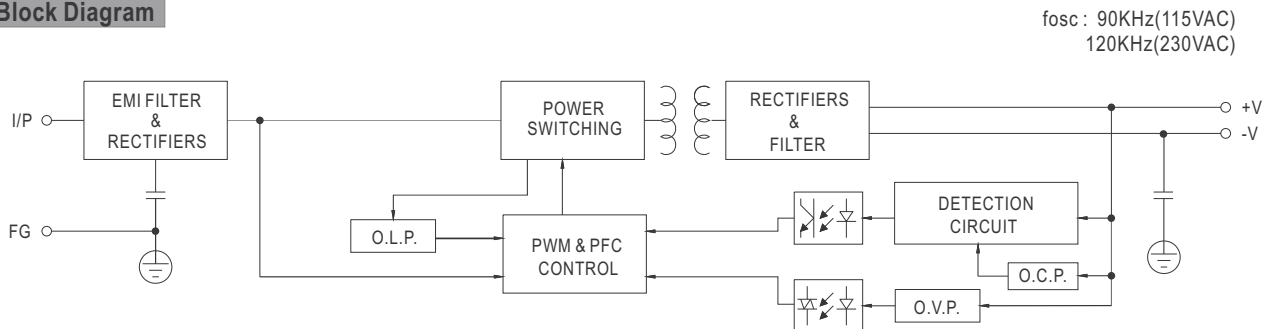 Block Diagram
fosc : 90KHz(115VAC)
120KHz(230VAC)
I/P
EMI FILTER
&
RECTIFIERS
POWER
SWITCHING
RECTIFIERS
&
FILTER
+V
-V
FG
O.L.P.
PWM & PFC
CONTROL
DETECTION
CIRCUIT
O.C.P.
O.V.P.